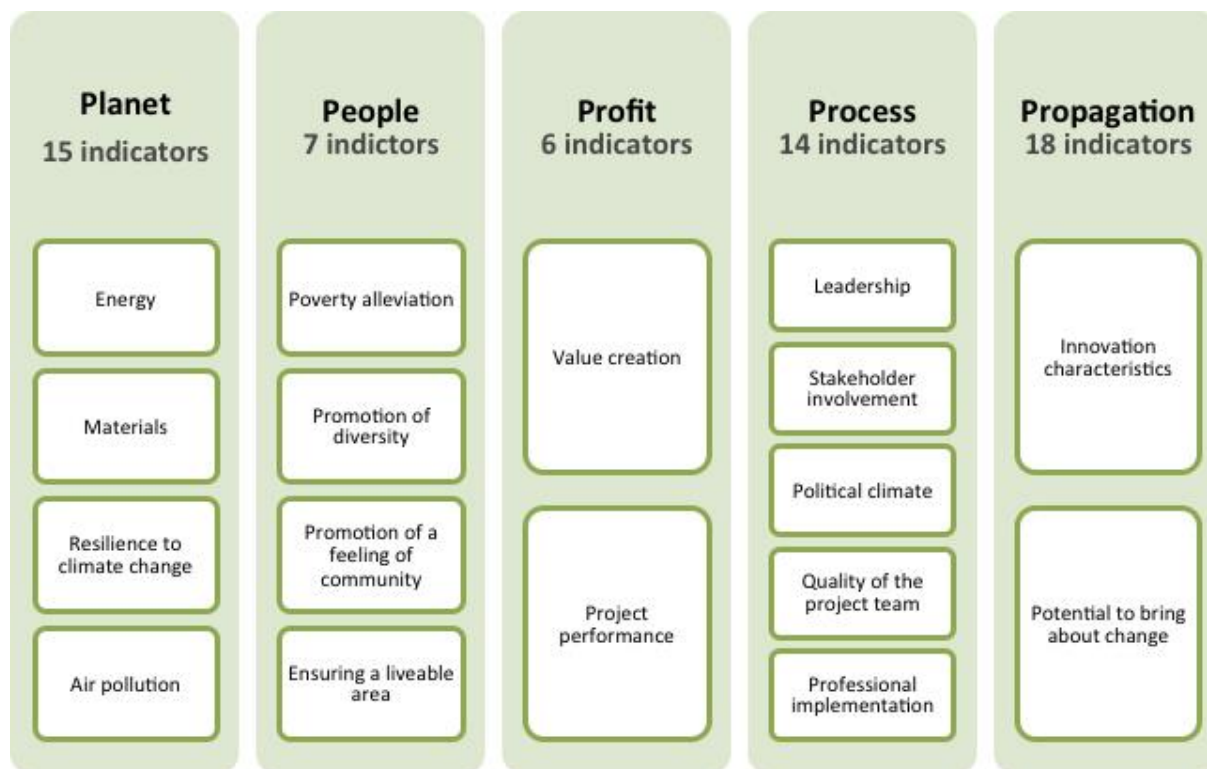 Planet
15 indicators
Energy
Materials
Resilience to
climate change
Air pollution
People
7 indictors
Poverty alleviation
Promotion of
diversity
Promotion of a
feeling of
community
Ensuring a liveable
area
Profit
6 indicators
Value creation
Project
performance
Process
14 indicators
Leadership
Stakeholder
involvement
Political climate
Quality of the
project team
Professional
implementation
Propagation
18 indicators
Innovation
characteristics
Potential to bring
about change